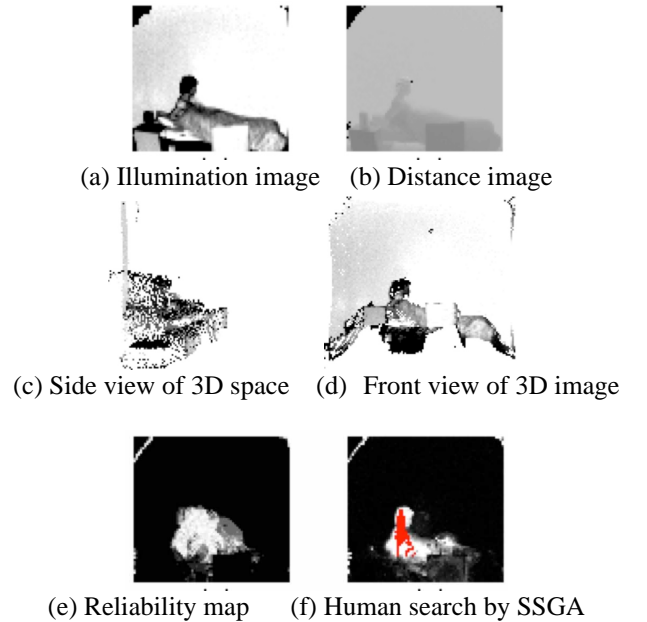 (a) Illumination image (b) Distance image
(c) Side view of 3D space (d) Front view of 3D image
(e) Reliability map (f) Human search by SSGA